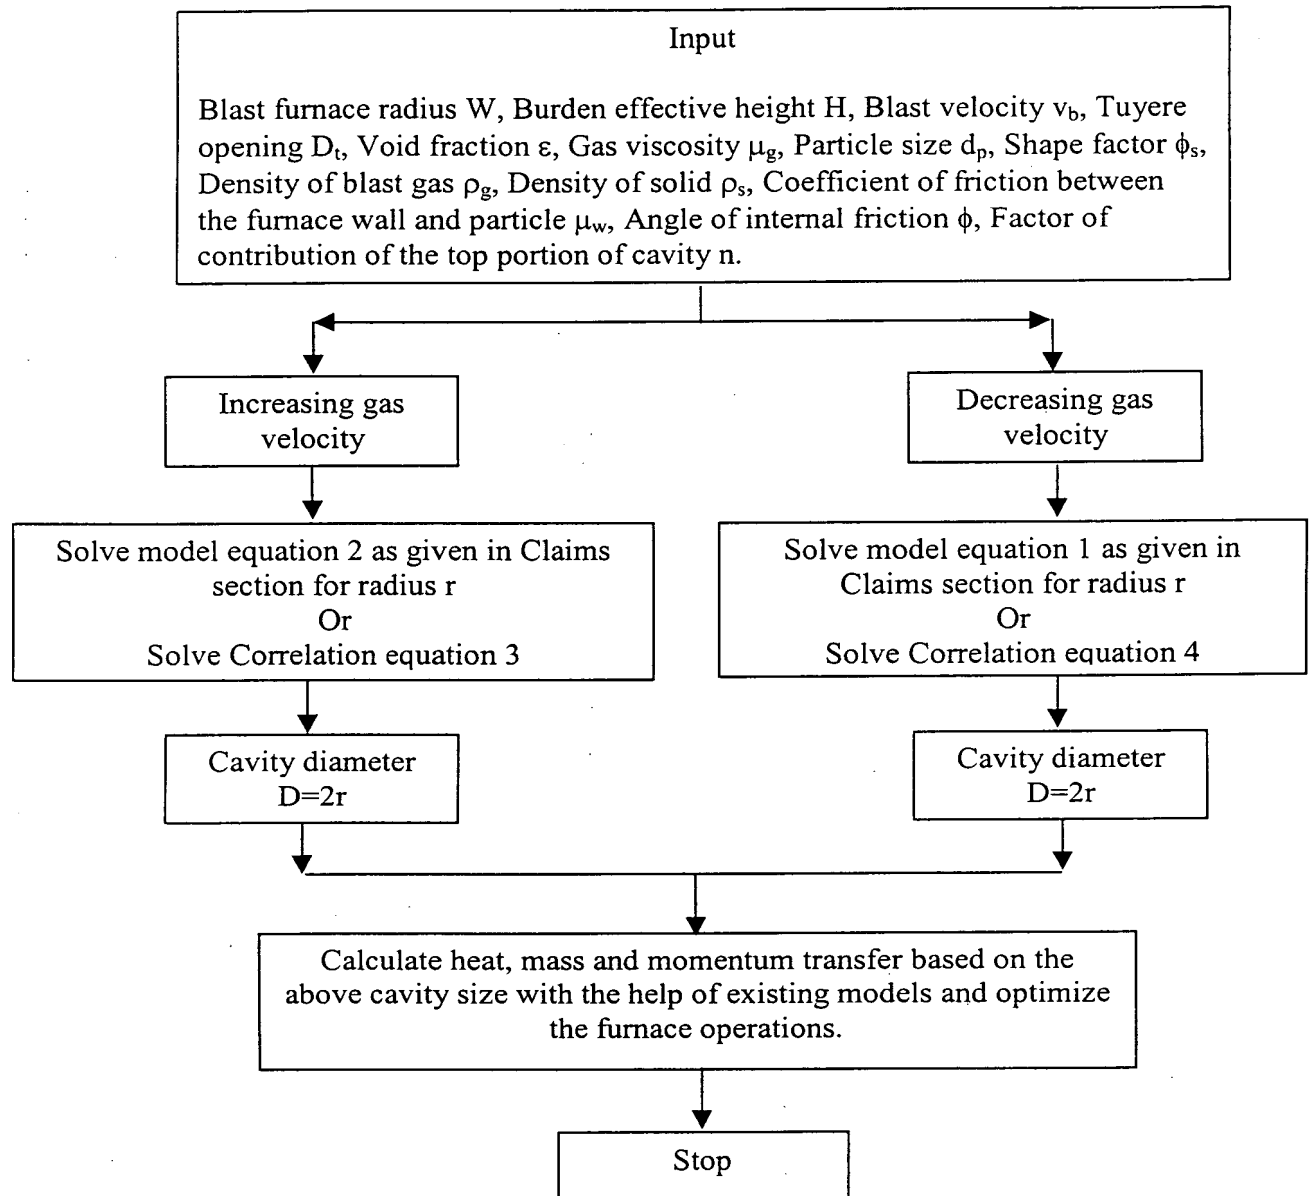 Input
Blast furnace radius W, Burden effective height H, Blast velocity vb, Tuyere
opening Dt, Void fraction ε, Gas viscosity μg, Particle size dp, Shape factor ϕs,
Density of blast gas ρg, Density of solid ρs, Coefficient of friction between
the furnace wall and particle μw, Angle of internal friction ϕ, Factor of
contribution of the top portion of cavity n.
Increasing gas
velocity
Decreasing gas
velocity
Solve model equation 2 as given in Claims
section for radius r
Or
Solve Correlation equation 3
Solve model equation 1 as given in
Claims section for radius r
Or
Solve Correlation equation 4
Cavity diameter
D=2r
Cavity diameter
D=2r
Calculate heat, mass and momentum transfer based on the
above cavity size with the help of existing models and optimize
the furnace operations.
Stop